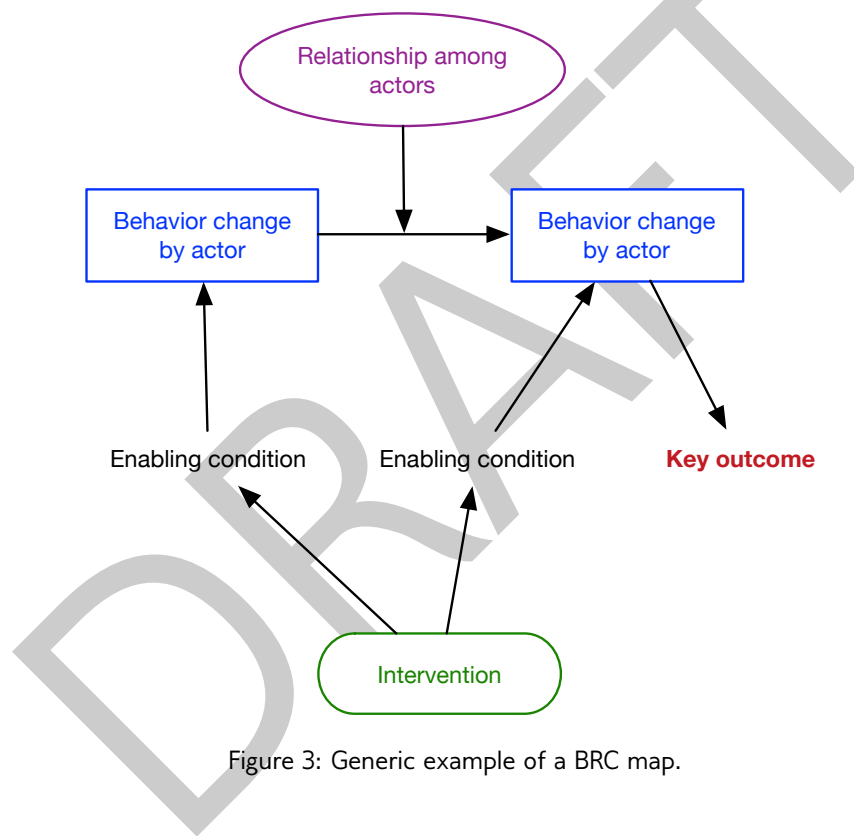 Relationship among
actors
Behavior change
by actor
Behavior change
by actor
Enabling condition
Enabling condition
Key outcome
Intervention
Figure 3: Generic example of a BRC map.
DRAFT